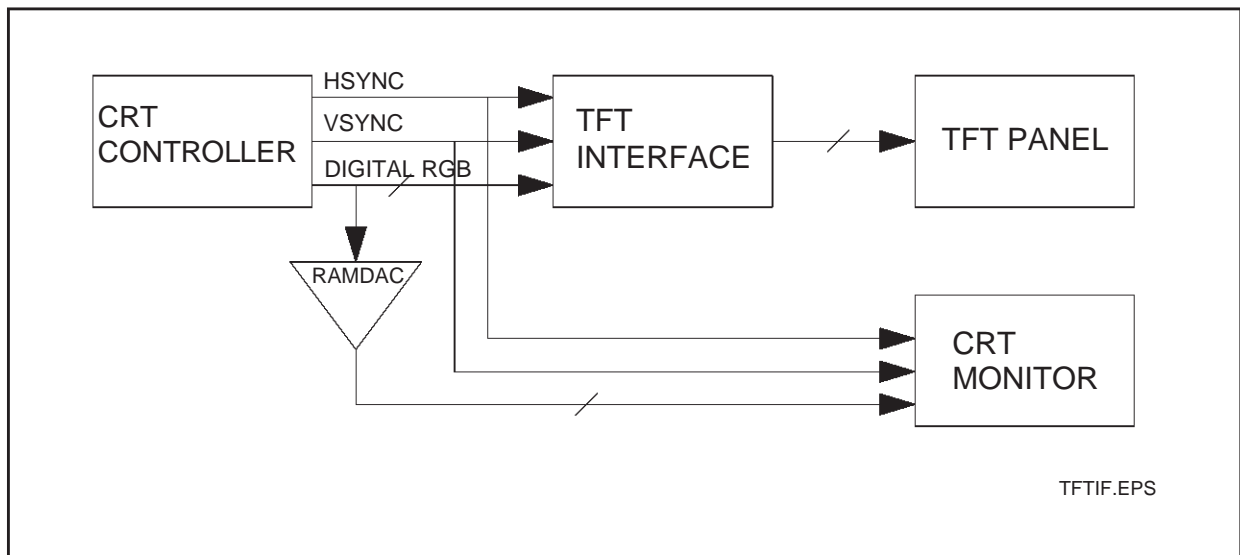 HSYNC
CRT
CONTROLLER
VSYNC
DIGITAL RGB
TFT
INTERFACE
TFT PANEL
RAMDAC
CRT
MONITOR
TFTIF.EPS